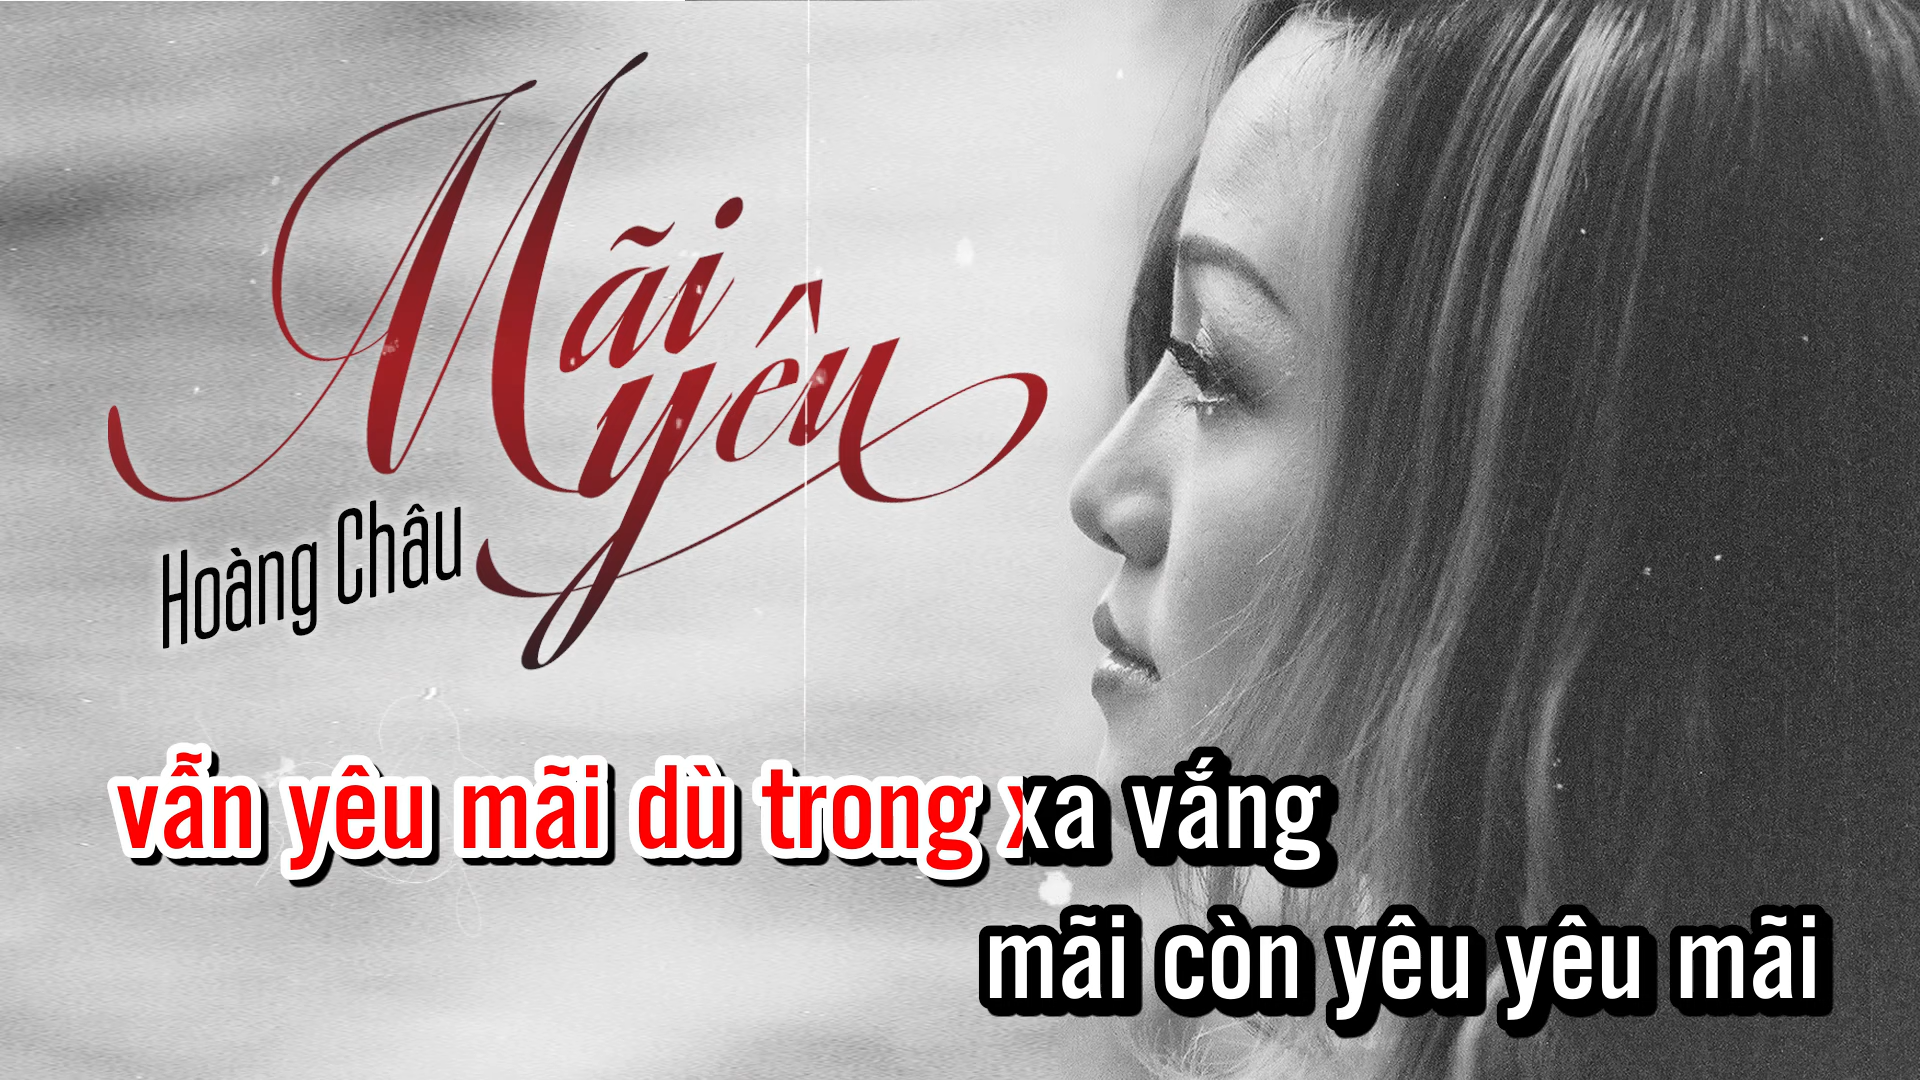 Mãi
yêu
Hoàng Châu
vẫn yêu mãi dù trong xa vắng
mãi còn yêu yêu mãi